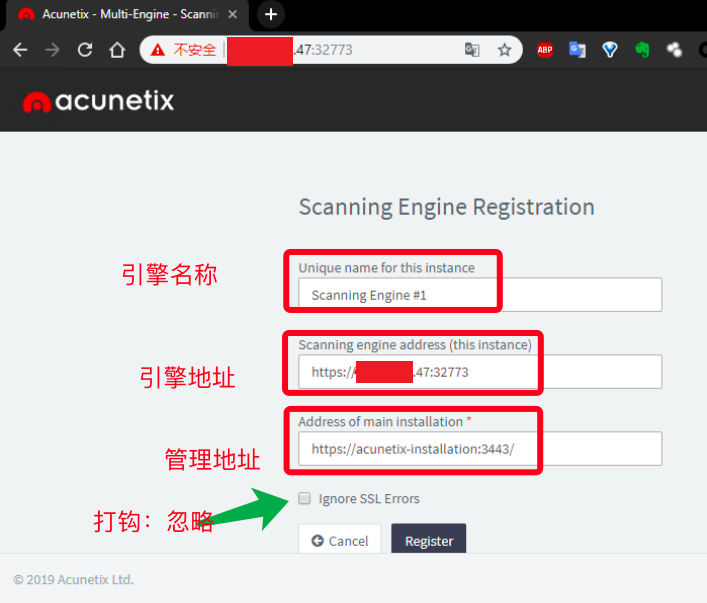 Acunetix - Multi-Engine - Scannin
不安全
.47:32773
ABP
acunetix
Scanning Engine Registration
引擎名称
Unique name for this instance
Scanning Engine #1
Scanning engine address (this instance)
引擎地址
https://
.47:32773
Address of main installation *
管理地址
https://acunetix-installation:3443/
打钩：忽略
Ignore SSL Errors
Cancel
Register
© 2019 Acunetix Ltd.